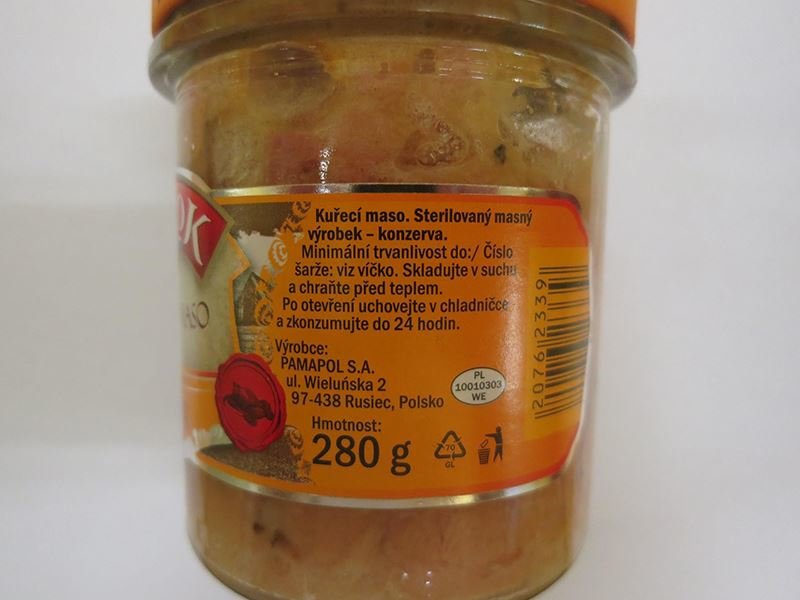 Kuřecí maso. Sterilovaný masný
výrobek – konzerva.
Minimální trvanlivost do:/ Číslo
šarže: viz víčko. Skladujte v suchu
a chraňte před teplem.
Po otevření uchovejte v chladničce
a zkonzumujte do 24 hodin.
Výrobce:
PAMAPOL S.A.
ul. Wieluńska 2
97-438 Rusiec, Polsko
PL
10010303
WE
Hmotnost:
280 g
70
GL
20762339